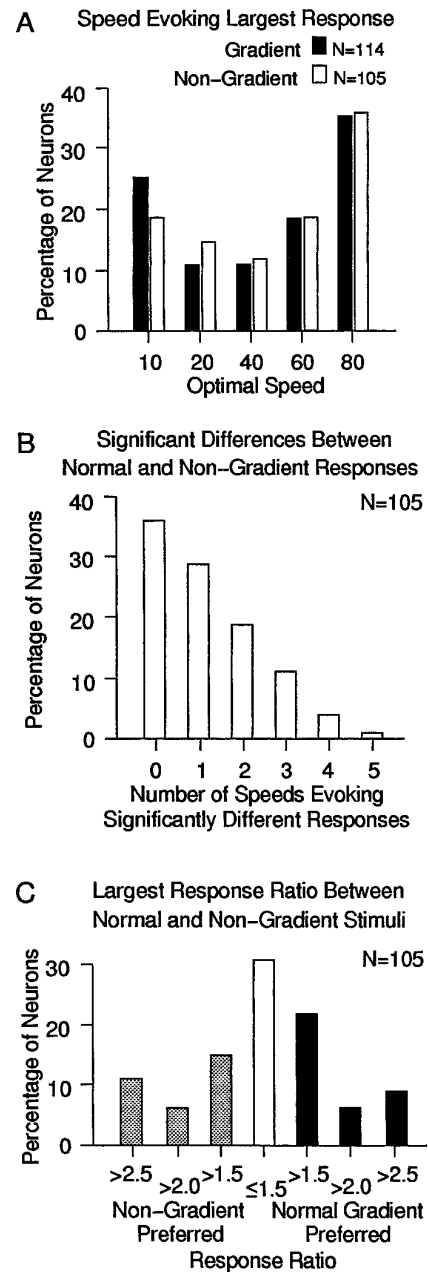 A
Speed Evoking Largest Response
Gradient N=114
Non-Gradient N=105
Percentage of Neurons
40
30
20
10
0
10 20 40 60 80
Optimal Speed
B
Significant Differences Between
Normal and Non-Gradient Responses
N=105
Percentage of Neurons
40
30
20
10
0
0 1 2 3 4 5
Number of Speeds Evoking
Significantly Different Responses
C
Largest Response Ratio Between
Normal and Non-Gradient Stimuli
N=105
Percentage of Neurons
30
20
10
0
>2.5 >2.0 >1.5 ≤1.5 >1.5 >2.0 >2.5
Non-Gradient Normal Gradient
Preferred Preferred
Response Ratio